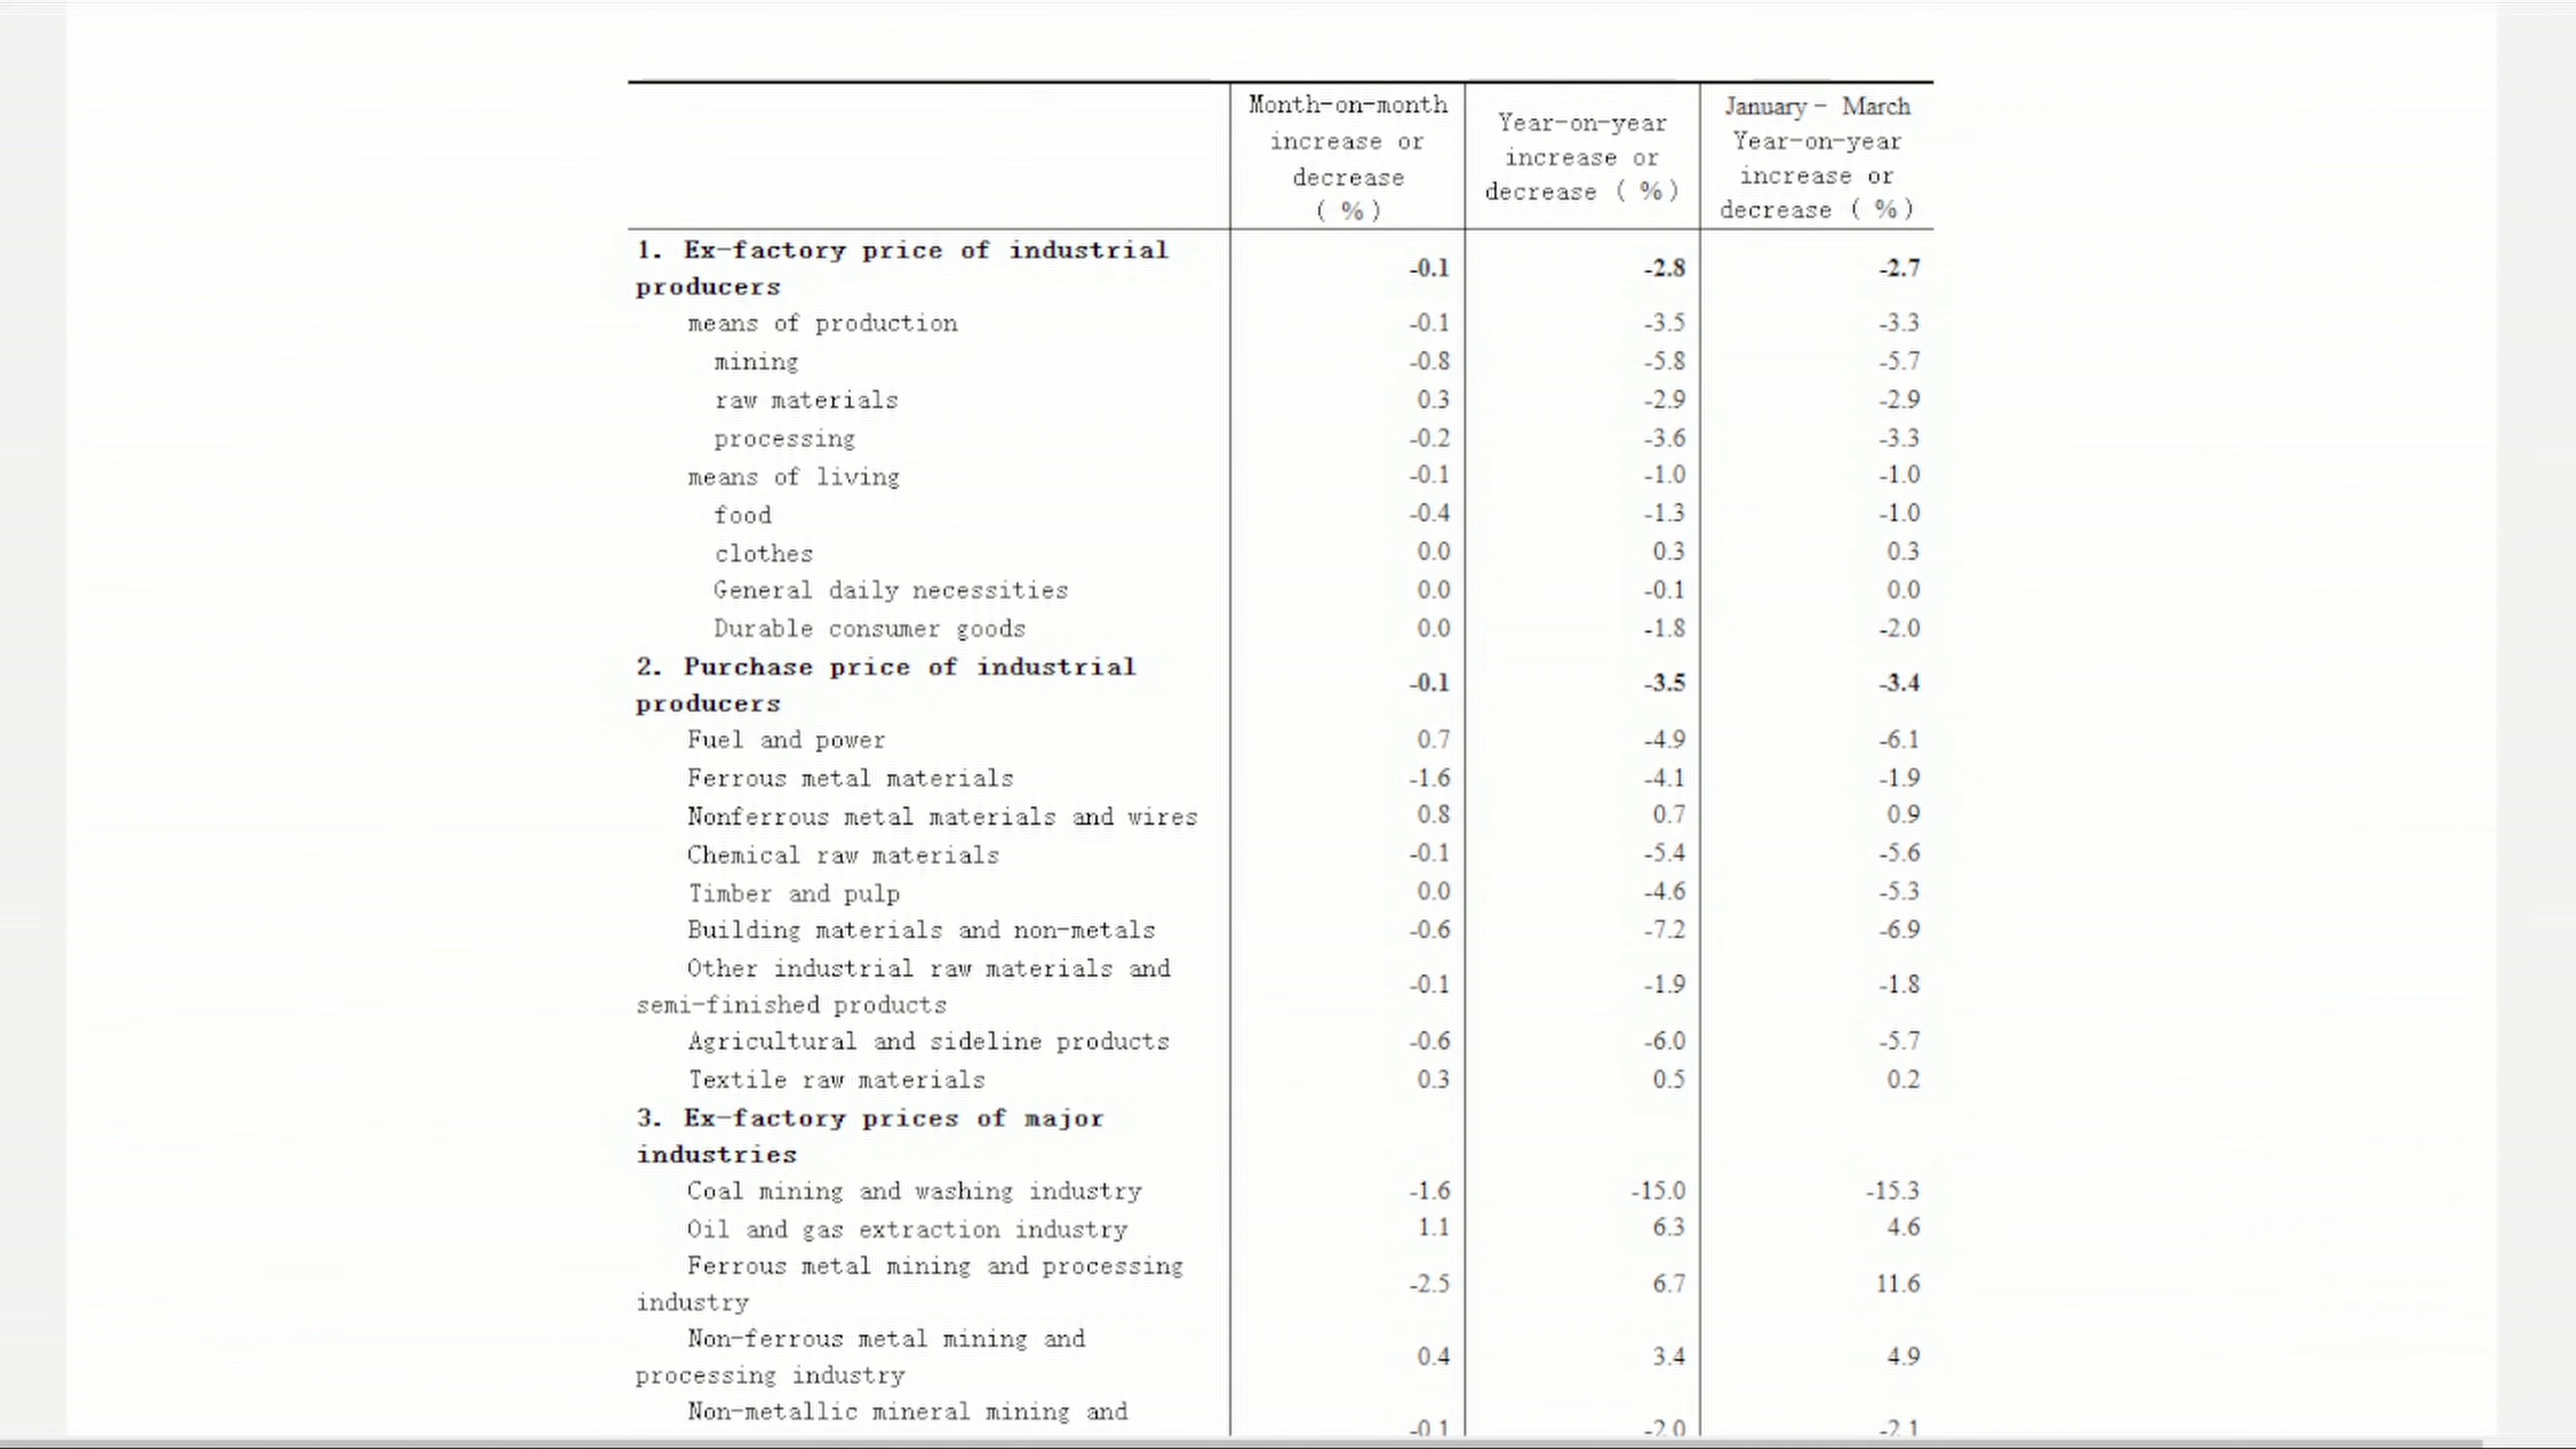 Month-on-month increase or decrease ( %)
Year-on-year increase or decrease ( %)
January – March Year-on-year increase or decrease ( %)
1. Ex-factory price of industrial producers -0.1 -2.8 -2.7
means of production -0.1 -3.5 -3.3
mining -0.8 -5.8 -5.7
raw materials 0.3 -2.9 -2.9
processing -0.2 -3.6 -3.3
means of living -0.1 -1.0 -1.0
food -0.4 -1.3 -1.0
clothes 0.0 0.3 0.3
General daily necessities 0.0 -0.1 0.0
Durable consumer goods 0.0 -1.8 -2.0
2. Purchase price of industrial producers -0.1 -3.5 -3.4
Fuel and power 0.7 -4.9 -6.1
Ferrous metal materials -1.6 -4.1 -1.9
Nonferrous metal materials and wires 0.8 0.7 0.9
Chemical raw materials -0.1 -5.4 -5.6
Timber and pulp 0.0 -4.6 -5.3
Building materials and non-metals -0.6 -7.2 -6.9
Other industrial raw materials and semi-finished products -0.1 -1.9 -1.8
Agricultural and sideline products -0.6 -6.0 -5.7
Textile raw materials 0.3 0.5 0.2
3. Ex-factory prices of major industries
Coal mining and washing industry -1.6 -15.0 -15.3
Oil and gas extraction industry 1.1 6.3 4.6
Ferrous metal mining and processing industry -2.5 6.7 11.6
Non-ferrous metal mining and processing industry 0.4 3.4 4.9
Non-metallic mineral mining and -0.1 -2.0 -2.1